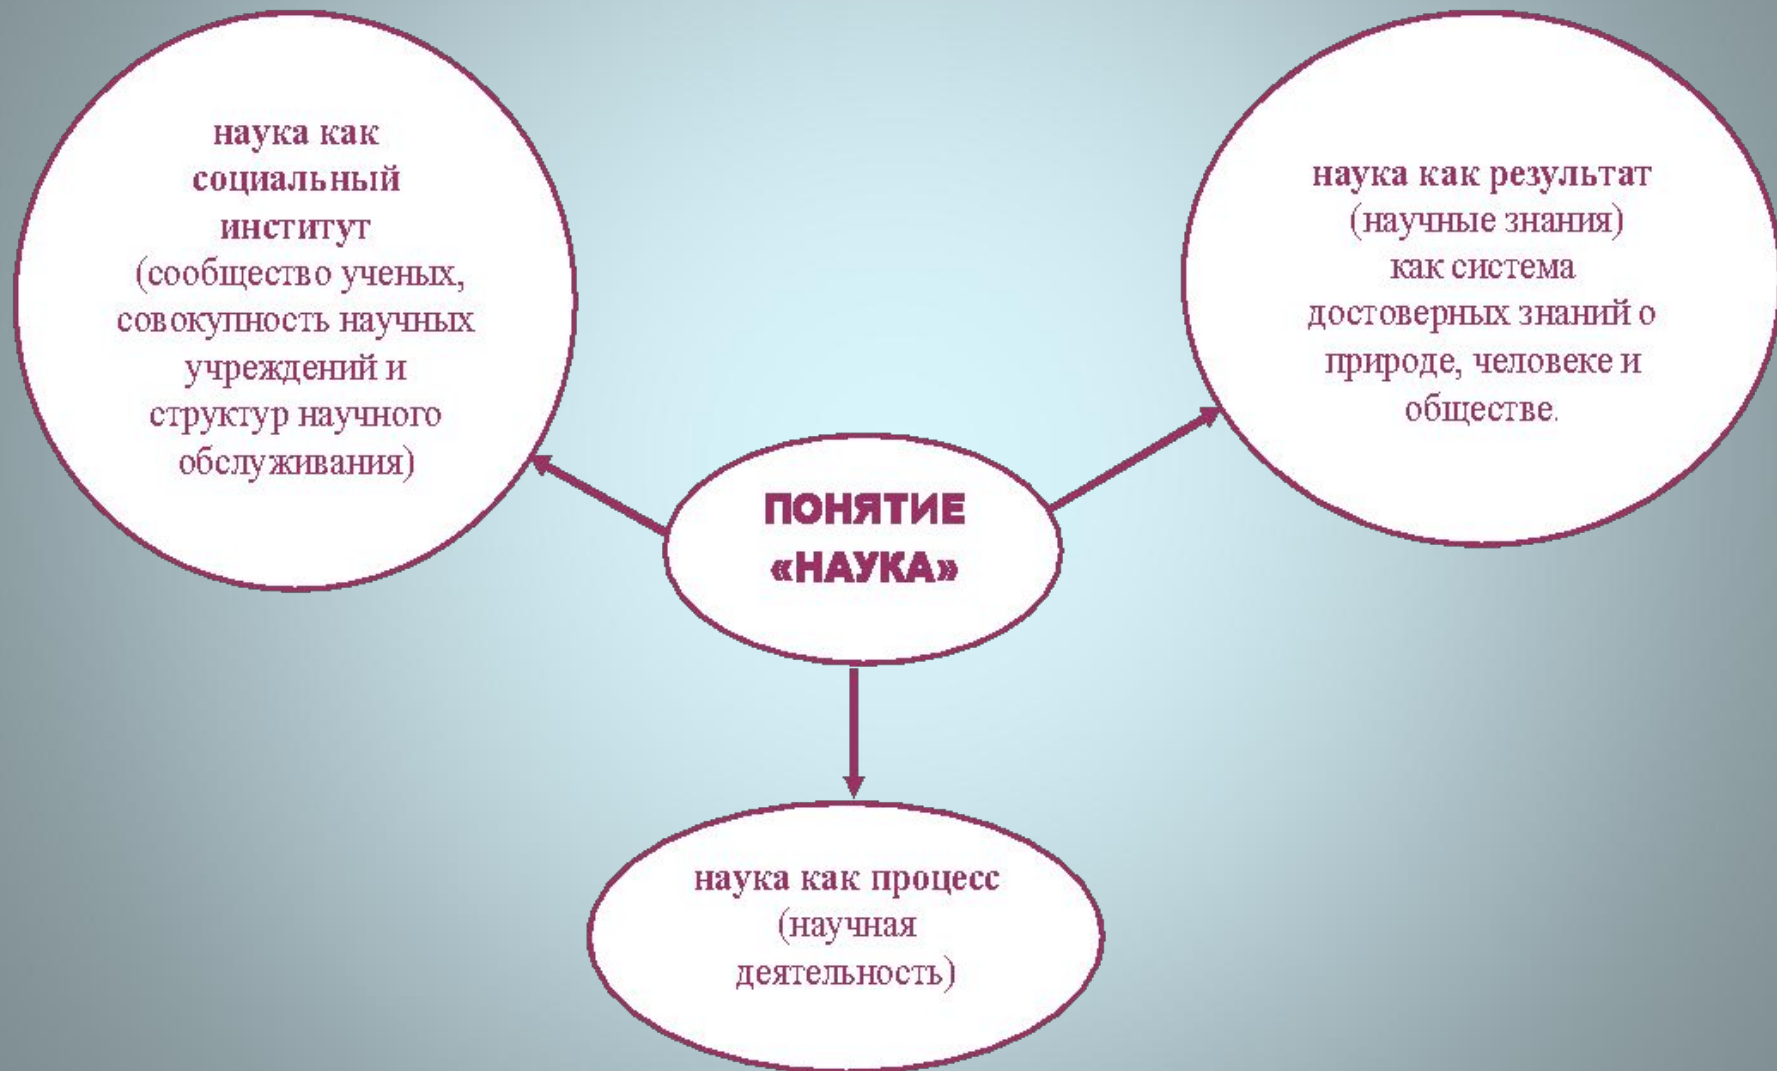 наука как
социальный
институт
(сообщество ученых,
совокупность научных
учреждений и
структур научного
обслуживания)
наука как результат
(научные знания)
как система
достоверных знаний о
природе, человеке и
обществе.
ПОНЯТИЕ
«НАУКА»
наука как процесс
(научная
деятельность)